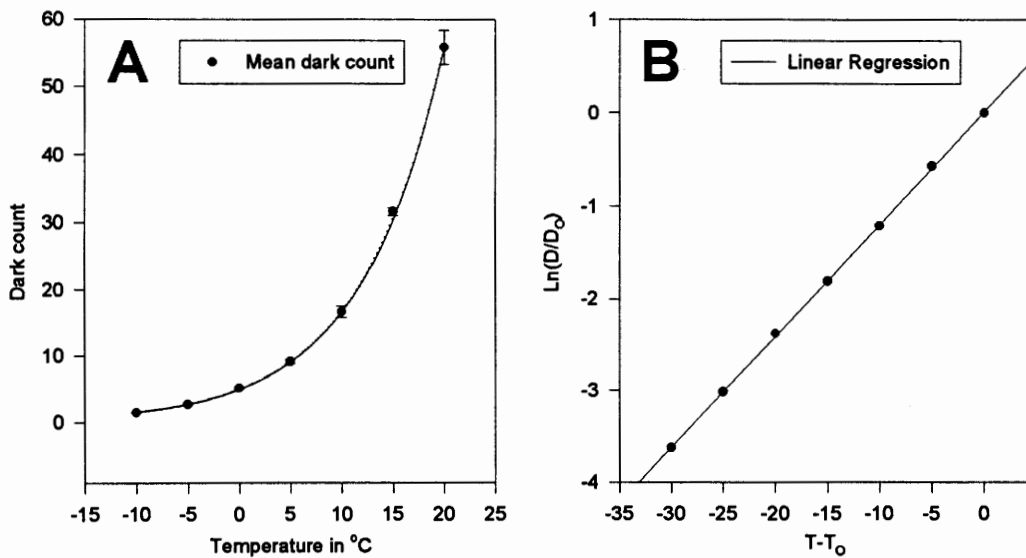 A
Mean dark count
60
50
40
30
20
10
0
Dark count
-15 -10 -5 0 5 10 15 20 25
Temperature in °C
B
Linear Regression
1
0
-1
-2
-3
-4
Ln(D/D₀)
-35 -30 -25 -20 -15 -10 -5 0
T-T₀